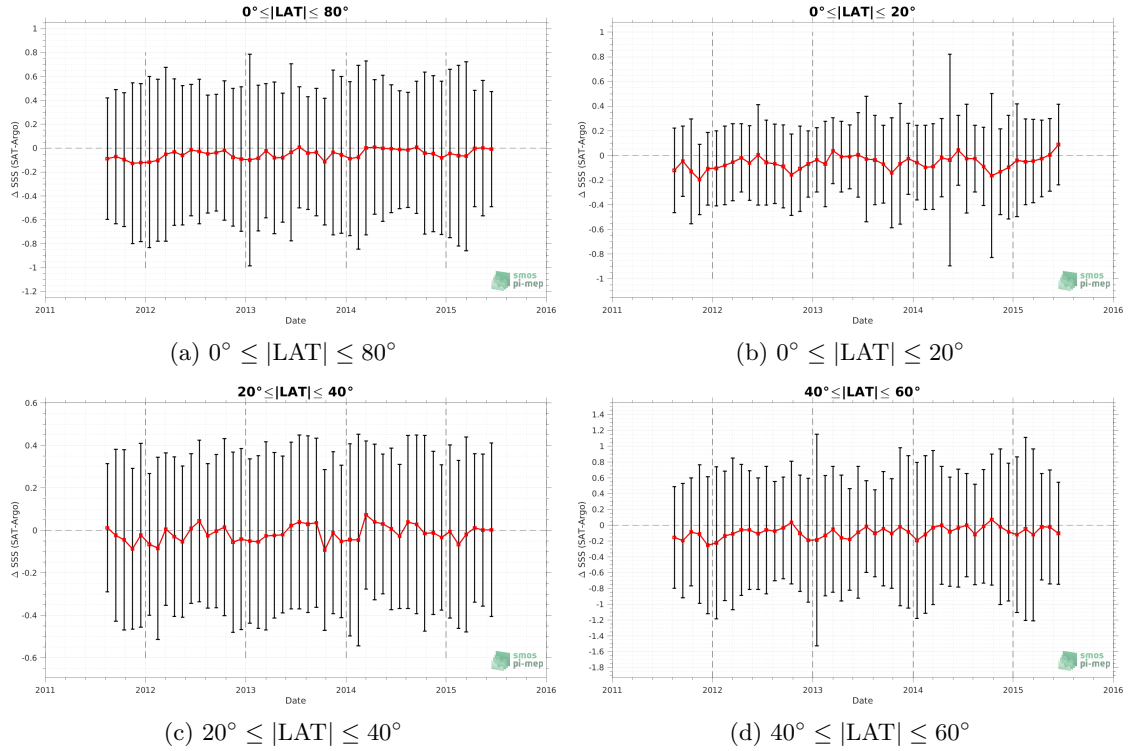 0°≤|LAT|≤ 80°
1
0.8
0.6
0.4
0.2
0
-0.2
-0.4
-0.6
-0.8
-1
-1.2
Δ SSS (SAT-Argo)
2011 2012 2013 2014 2015 2016
Date
smos
pi-mep
(a) 0° ≤ |LAT| ≤ 80°
0°≤|LAT|≤ 20°
1
0.8
0.6
0.4
0.2
0
-0.2
-0.4
-0.6
-0.8
-1
Δ SSS (SAT-Argo)
2011 2012 2013 2014 2015 2016
Date
smos
pi-mep
(b) 0° ≤ |LAT| ≤ 20°
20°≤|LAT|≤ 40°
0.6
0.4
0.2
0
-0.2
-0.4
-0.6
Δ SSS (SAT-Argo)
2011 2012 2013 2014 2015 2016
Date
smos
pi-mep
(c) 20° ≤ |LAT| ≤ 40°
40°≤|LAT|≤ 60°
1.4
1.2
1
0.8
0.6
0.4
0.2
0
-0.2
-0.4
-0.6
-0.8
-1
-1.2
-1.4
-1.6
-1.8
Δ SSS (SAT-Argo)
2011 2012 2013 2014 2015 2016
Date
smos
pi-mep
(d) 40° ≤ |LAT| ≤ 60°